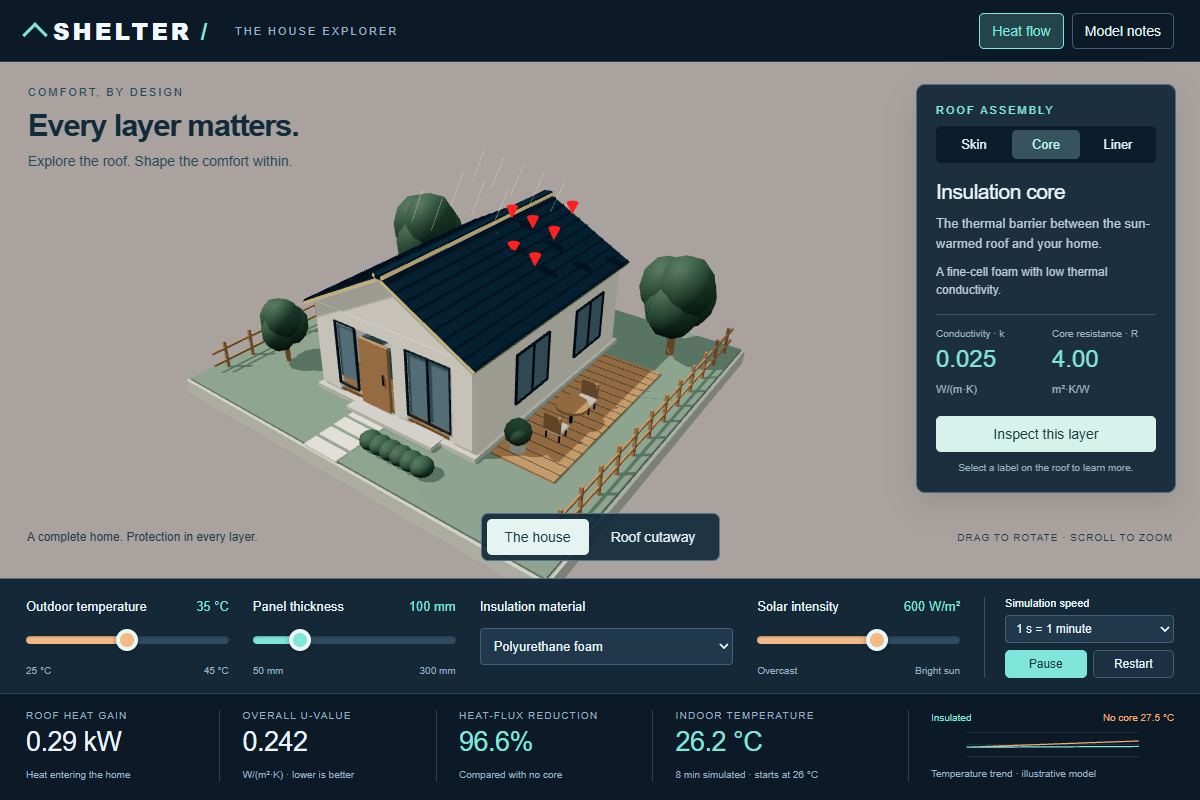 SHELTER /
THE HOUSE EXPLORER
Heat flow
Model notes
COMFORT, BY DESIGN
Every layer matters.
Explore the roof. Shape the comfort within.
ROOF ASSEMBLY
Skin
Core
Liner
Insulation core
The thermal barrier between the sun-
warmed roof and your home.
A fine-cell foam with low thermal
conductivity.
Conductivity · k
Core resistance · R
0.025
4.00
W/(m·K)
m²·K/W
Inspect this layer
Select a label on the roof to learn more.
A complete home. Protection in every layer.
The house
Roof cutaway
DRAG TO ROTATE · SCROLL TO ZOOM
Outdoor temperature
35 °C
25 °C
45 °C
Panel thickness
100 mm
50 mm
300 mm
Insulation material
Polyurethane foam
Solar intensity
600 W/m²
Overcast
Bright sun
Simulation speed
1 s = 1 minute
Pause
Restart
ROOF HEAT GAIN
0.29 kW
Heat entering the home
OVERALL U-VALUE
0.242
W/(m²·K) · lower is better
HEAT-FLUX REDUCTION
96.6%
Compared with no core
INDOOR TEMPERATURE
26.2 °C
8 min simulated · starts at 26 °C
Insulated
No core 27.5 °C
Temperature trend · illustrative model